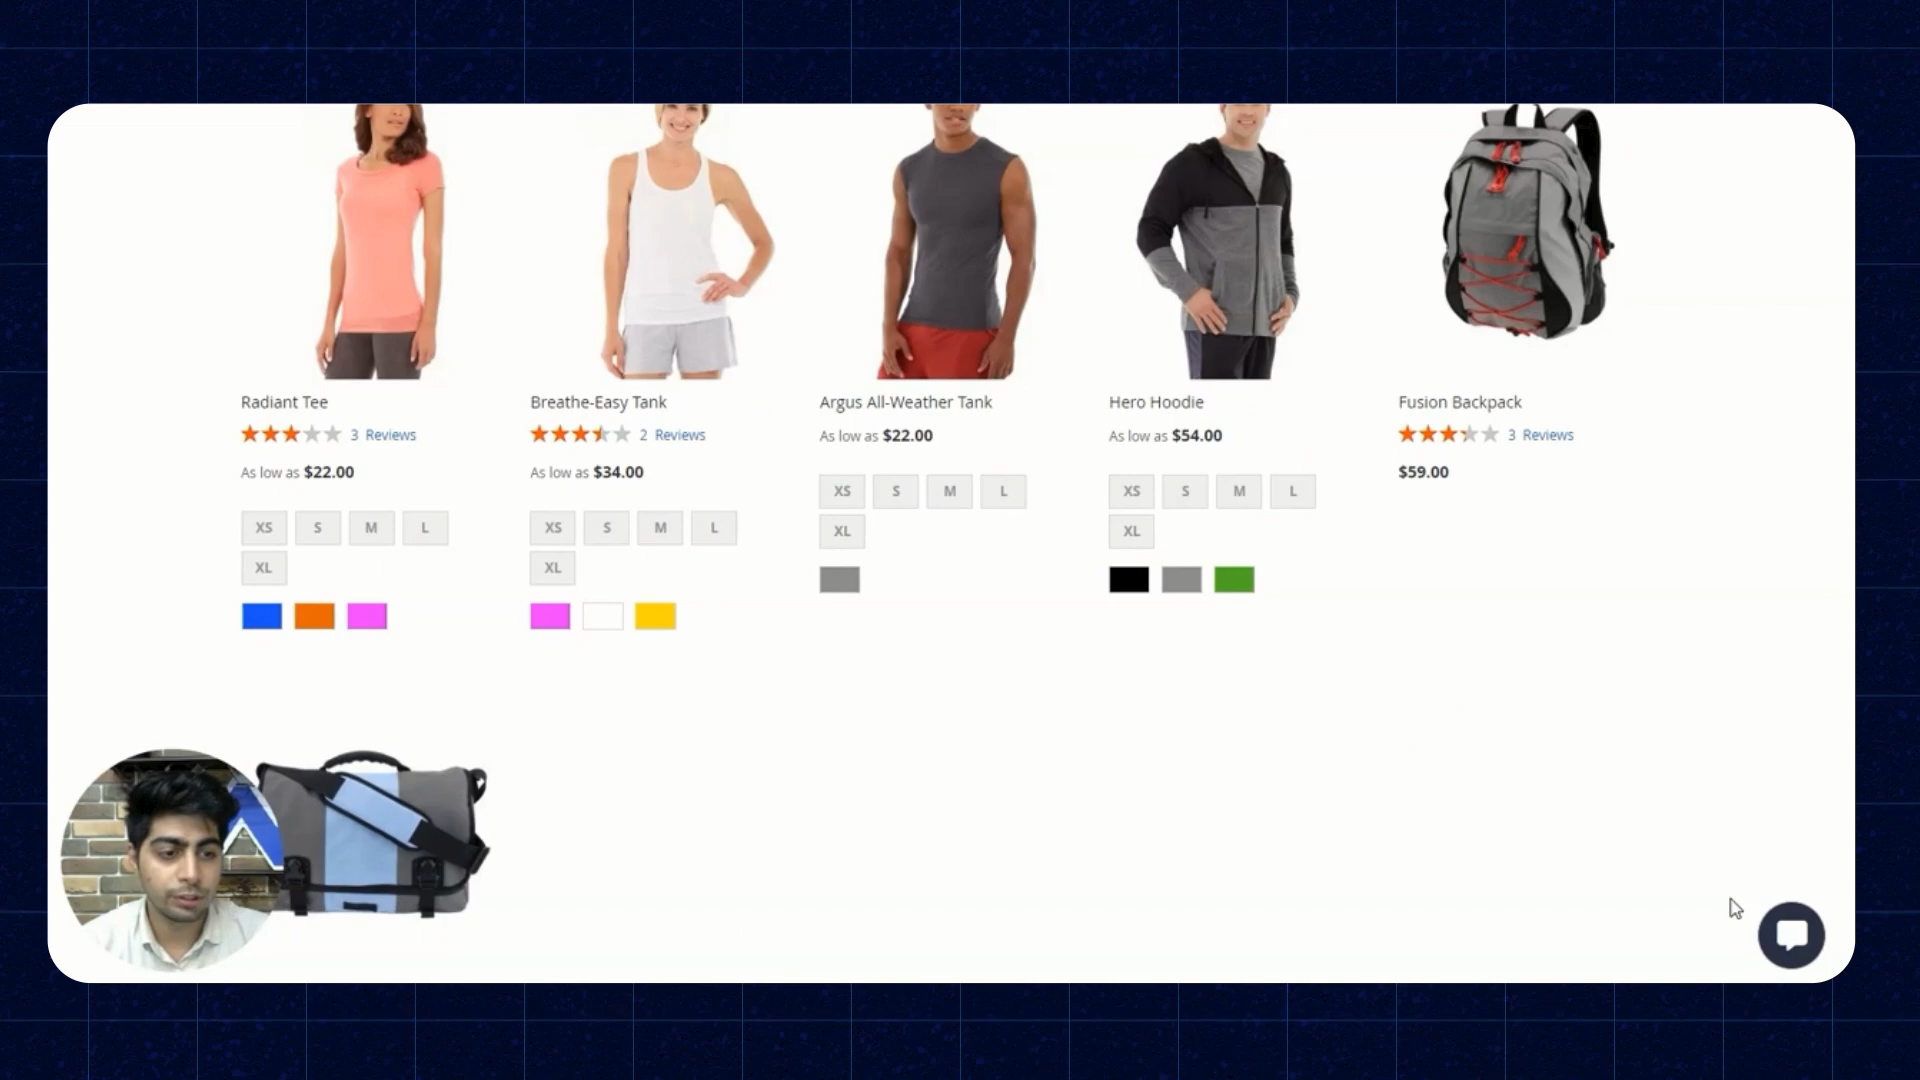 Radiant Tee
3 Reviews
As low as $22.00
XS S M L
XL
Breathe-Easy Tank
2 Reviews
As low as $34.00
XS S M L
XL
Argus All-Weather Tank
As low as $22.00
XS S M L
XL
Hero Hoodie
As low as $54.00
XS S M L
XL
Fusion Backpack
3 Reviews
$59.00